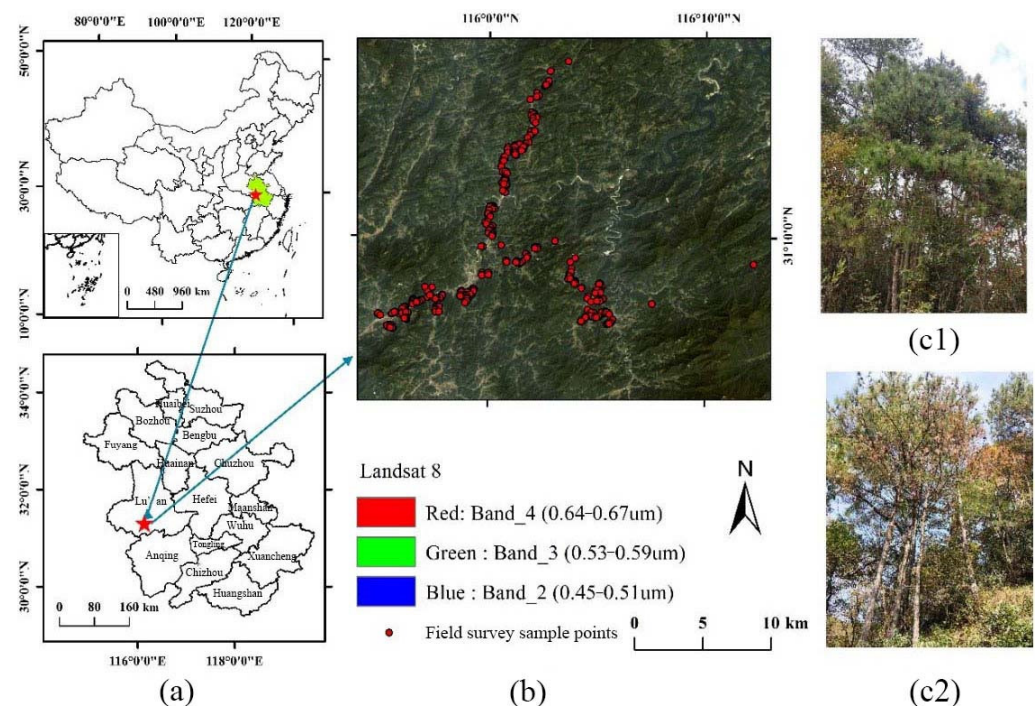 80°0'0"E 100°0'0"E 120°0'0"E
50°0'0"N
30°0'0"N
10°0'0"N
0 480 960 km
34°0'0"N
32°0'0"N
30°0'0"N
Huaibei
Suzhou
Bozhou
Bengbu
Fuyang
Huainan
Chuzhou
Lu'an
Hefei
Maanshan
Wuhu
Anqing
Tongling
Xuancheng
Chizhou
Huangshan
0 80 160 km
116°0'0"E 118°0'0"E
(a)
116°0'0"E 116°10'0"E
31°10'0"N
Landsat 8
Red: Band_4 (0.64-0.67um)
Green : Band_3 (0.53-0.59um)
Blue : Band_2 (0.45-0.51um)
Field survey sample points
N
0 5 10 km
(b)
(c1)
(c2)